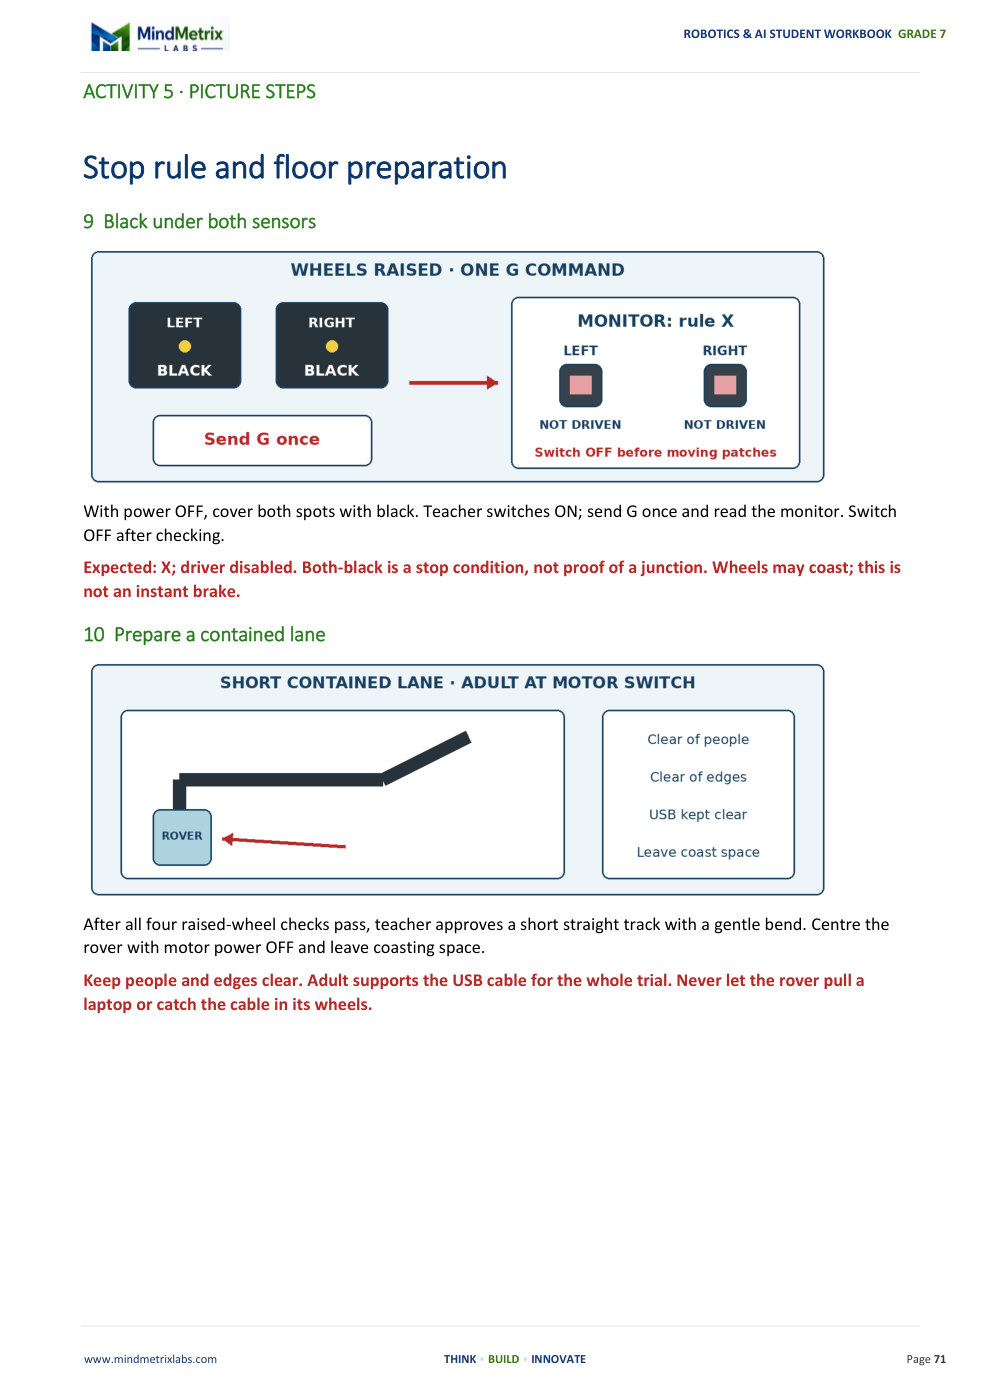 MindMetrix
LABS
ROBOTICS & AI STUDENT WORKBOOK GRADE 7
ACTIVITY 5 · PICTURE STEPS
Stop rule and floor preparation
9 Black under both sensors
WHEELS RAISED · ONE G COMMAND
LEFT
BLACK
RIGHT
BLACK
Send G once
MONITOR: rule X
LEFT RIGHT
NOT DRIVEN NOT DRIVEN
Switch OFF before moving patches
With power OFF, cover both spots with black. Teacher switches ON; send G once and read the monitor. Switch
OFF after checking.
Expected: X; driver disabled. Both-black is a stop condition, not proof of a junction. Wheels may coast; this is
not an instant brake.
10 Prepare a contained lane
SHORT CONTAINED LANE · ADULT AT MOTOR SWITCH
ROVER
Clear of people
Clear of edges
USB kept clear
Leave coast space
After all four raised-wheel checks pass, teacher approves a short straight track with a gentle bend. Centre the
rover with motor power OFF and leave coasting space.
Keep people and edges clear. Adult supports the USB cable for the whole trial. Never let the rover pull a
laptop or catch the cable in its wheels.
www.mindmetrixlabs.com
THINK • BUILD • INNOVATE
Page 71